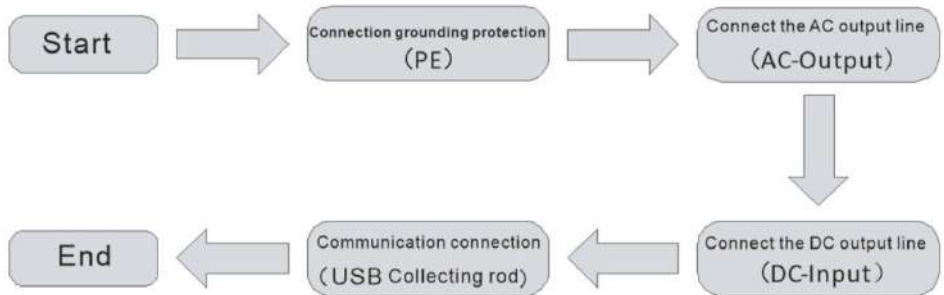 Start
Connection grounding protection
(PE)
Connect the AC output line
(AC-Output)
Connect the DC output line
(DC-Input)
Communication connection
(USB Collecting rod)
End